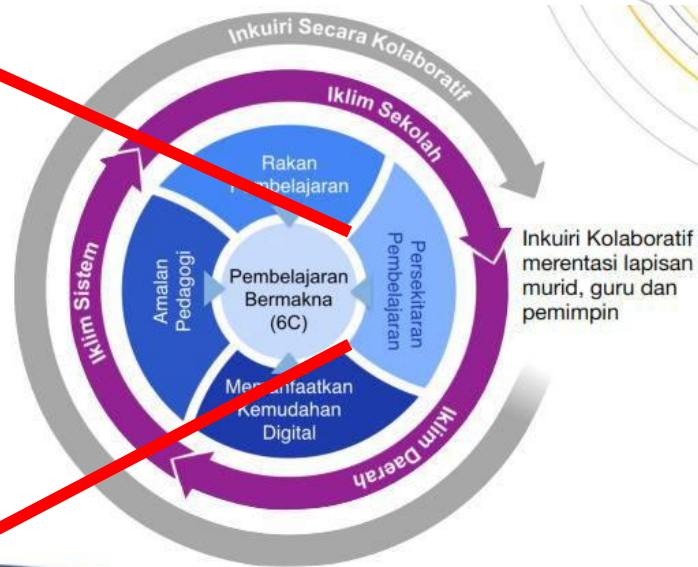 Inkuiri Secara Kolaboratif
Iklim Sekolah
Rakan
Pembelajaran
Persekitaran
Pembelajaran
Inkuiri Kolaboratif
merentasi lapisan
murid, guru dan
pemimpin
Iklim Sistem
Amalan
Pedagogi
Pembelajaran
Bermakna
(6C)
Memanfaatkan
Kemudahan
Digital
Iklim Daerah